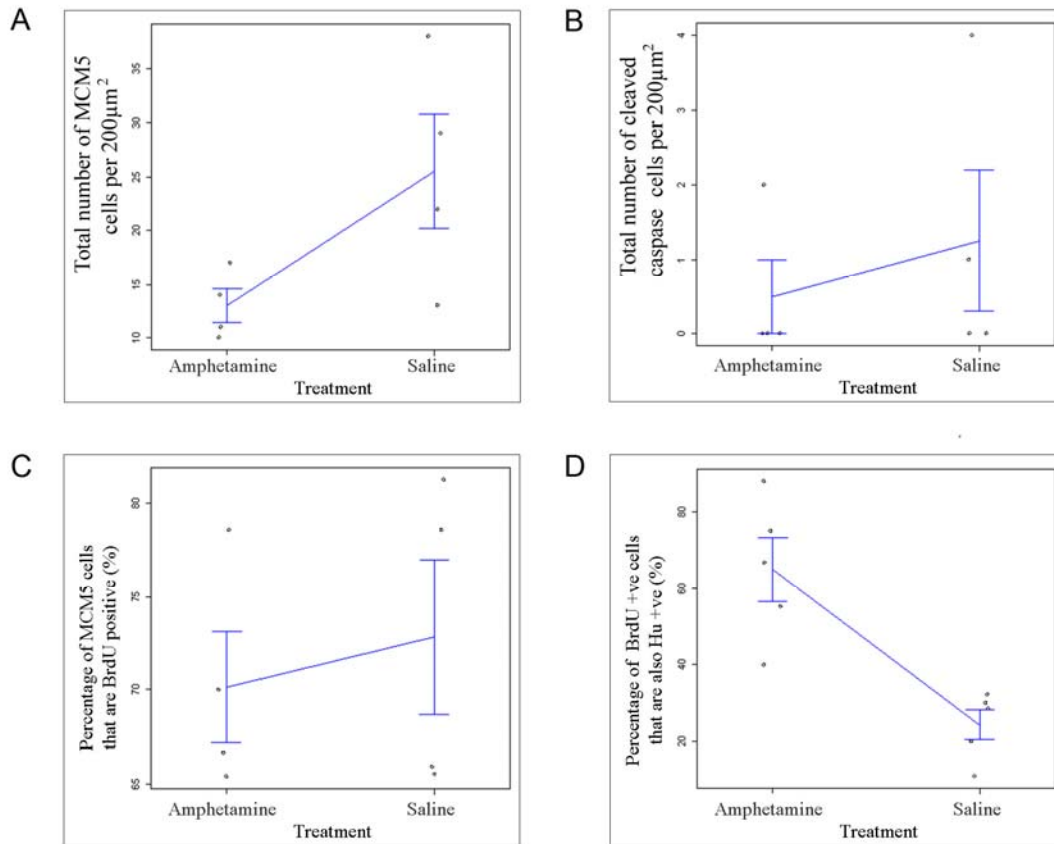 A
Total number of MCM5
cells per 200μm²
35
30
25
20
15
10
Amphetamine
Saline
Treatment
B
Total number of cleaved
caspase cells per 200μm²
4
3
2
1
0
Amphetamine
Saline
Treatment
C
Percentage of MCM5 cells
that are BrdU positive (%)
80
75
70
65
Amphetamine
Saline
Treatment
D
Percentage of BrdU +ve cells
that are also Hu +ve (%)
80
60
40
20
Amphetamine
Saline
Treatment